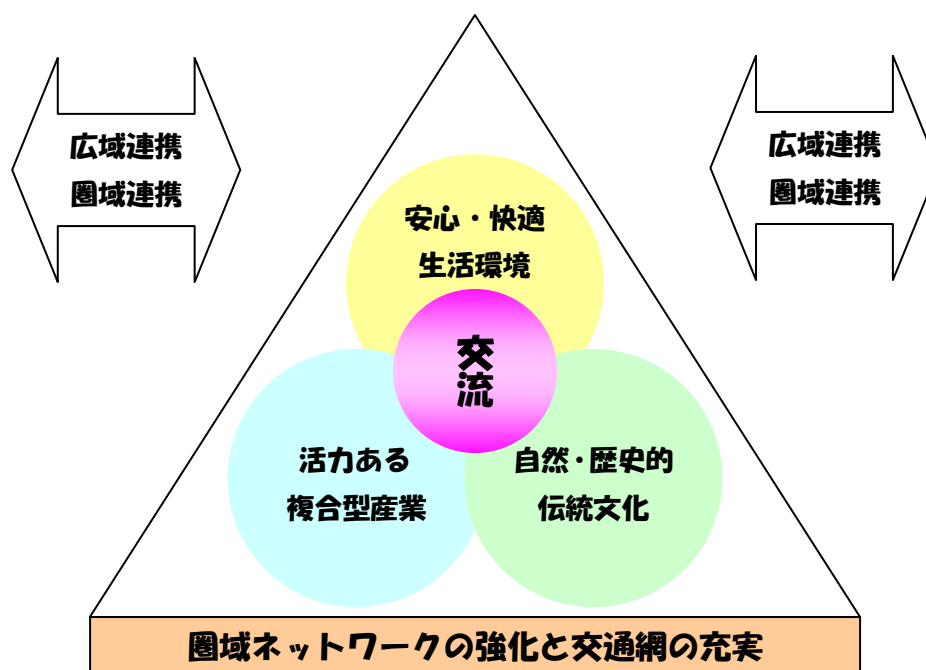 広域連携
圏域連携
広域連携
圏域連携
安心・快適
生活環境
交流
活力ある
複合型産業
自然・歴史的
伝統文化
圏域ネットワークの強化と交通網の充実